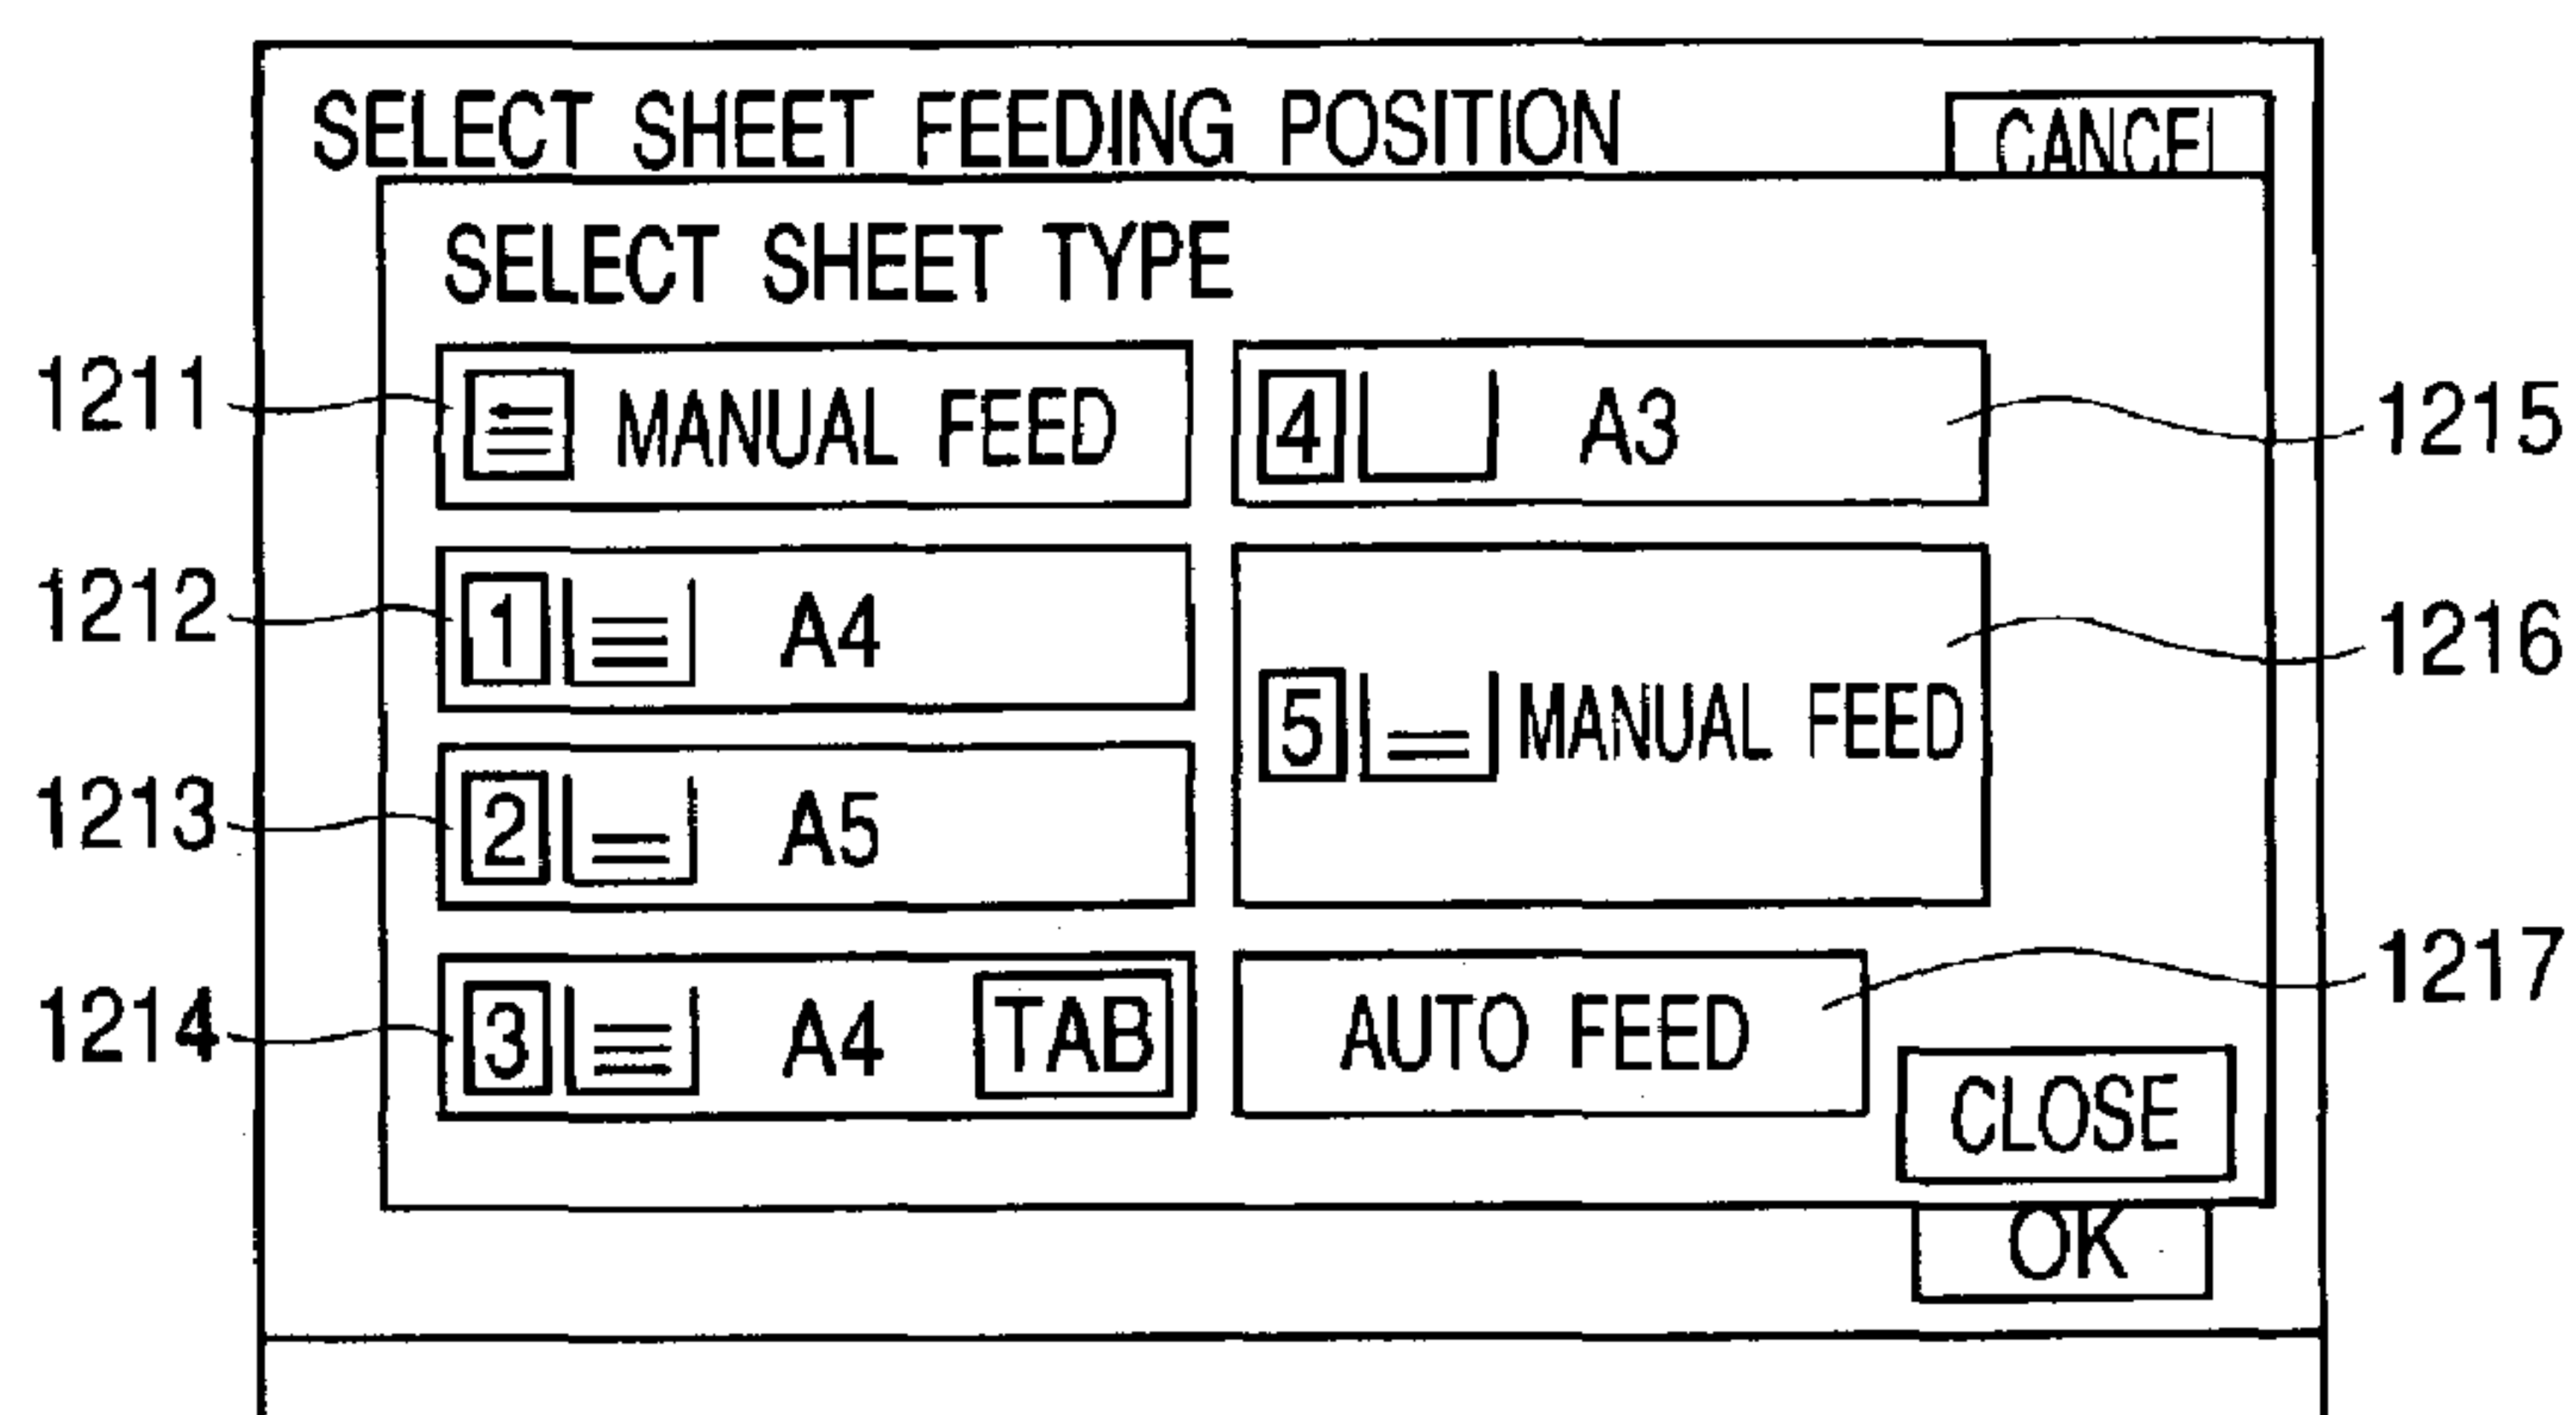 SELECT SHEET FEEDING POSITION
CANCEL
SELECT SHEET TYPE
1211
MANUAL FEED
4 A3
1215
1212
1 A4
1216
5 MANUAL FEED
1213
2 A5
1214
3 A4 TAB
AUTO FEED
1217
CLOSE
OK